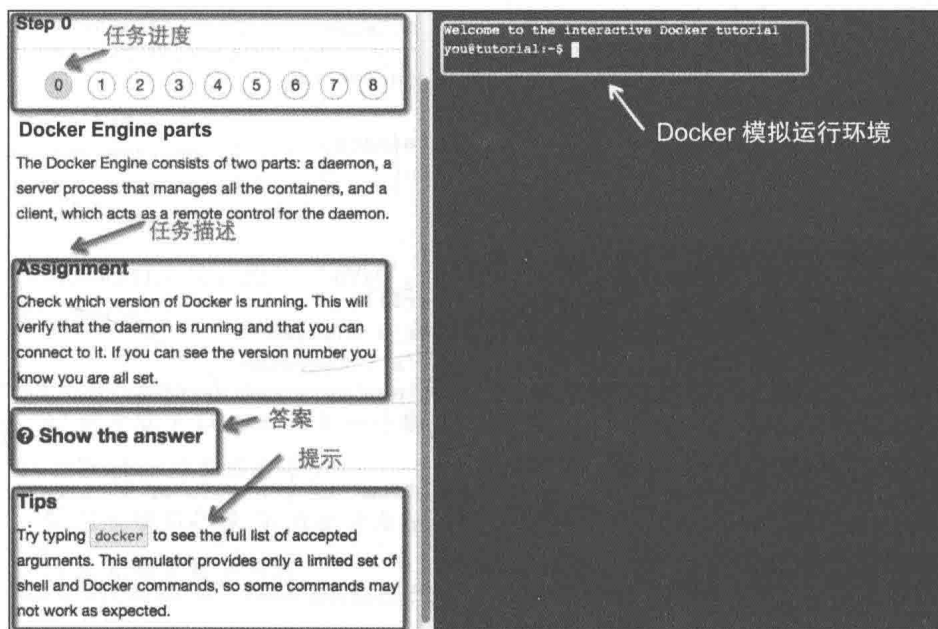 Step 0
任务进度
0 1 2 3 4 5 6 7 8
Docker Engine parts
The Docker Engine consists of two parts: a daemon, a
server process that manages all the containers, and a
client, which acts as a remote control for the daemon.
任务描述
Assignment
Check which version of Docker is running. This will
verify that the daemon is running and that you can
connect to it. If you can see the version number you
know you are all set.
答案
Show the answer
提示
Tips
Try typing docker to see the full list of accepted
arguments. This emulator provides only a limited set of
shell and Docker commands, so some commands may
not work as expected.
Welcome to the interactive Docker tutorial
you@tutorial:~$
Docker 模拟运行环境